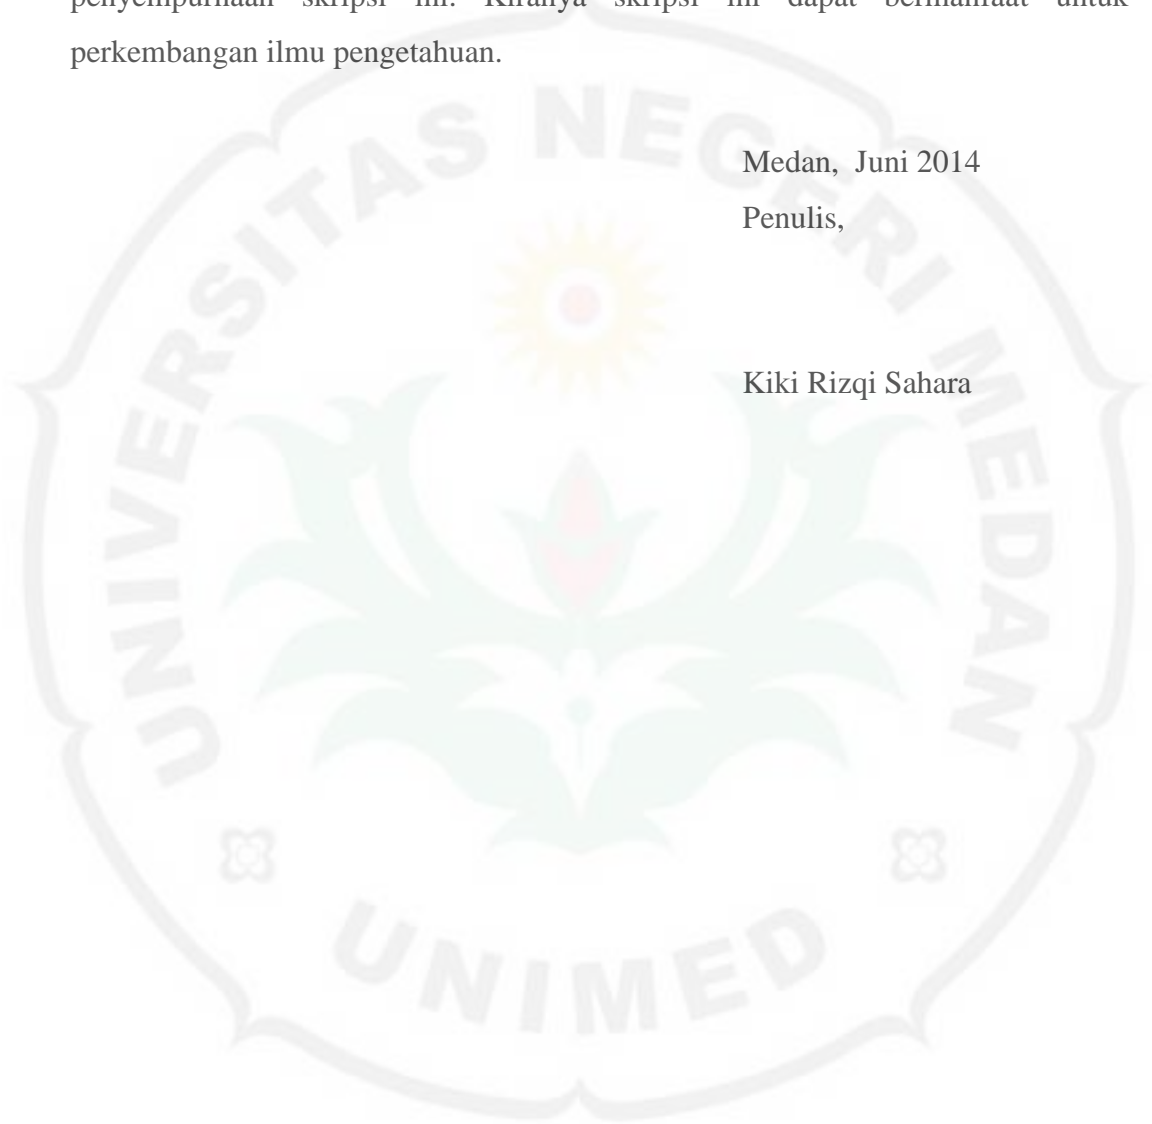 penyempurnaan skripsi ini. Kiranya skripsi ini dapat bermanfaat untuk
perkembangan ilmu pengetahuan.
Medan, Juni 2014
Penulis,
Kiki Rizqi Sahara
UNIVERSITAS NEGERI MEDAN
UNIMED